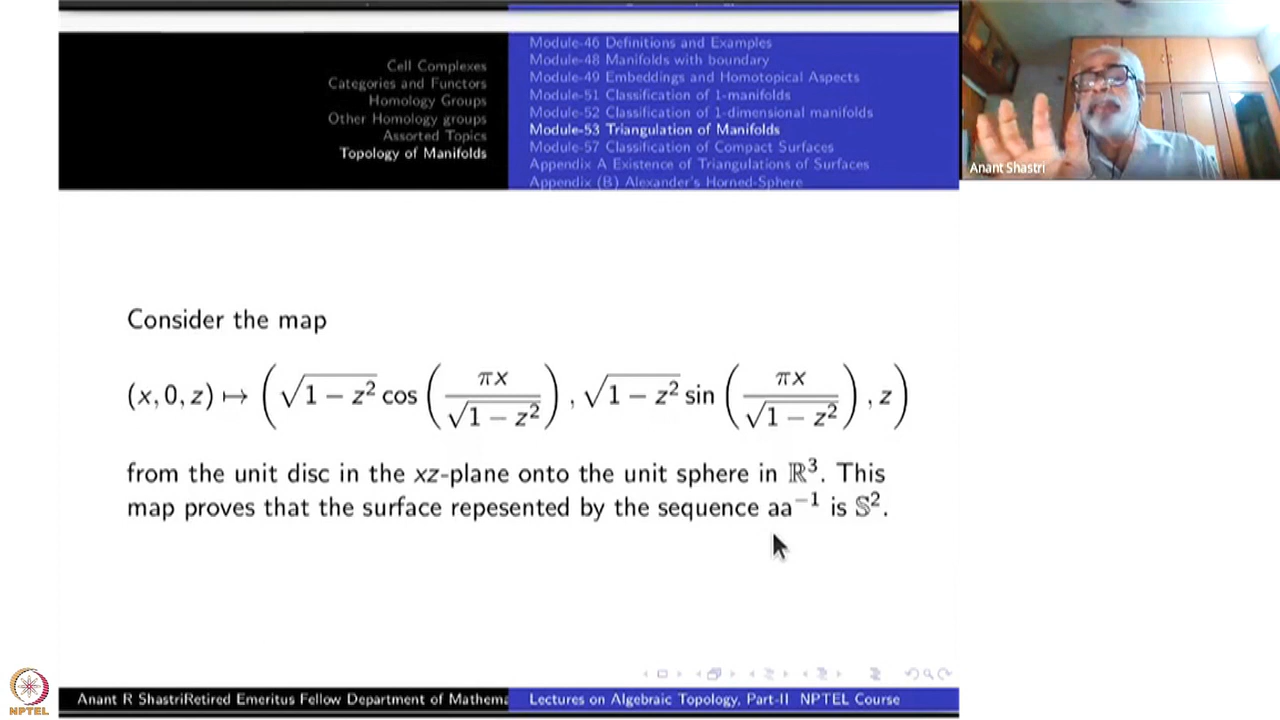 Cell Complexes
Categories and Functors
Homology Groups
Other Homology groups
Assorted Topics
Topology of Manifolds
Module-46 Definitions and Examples
Module-48 Manifolds with boundary
Module-49 Embeddings and Homotopical Aspects
Module-51 Classification of 1-manifolds
Module-52 Classification of 1-dimensional manifolds
Module-53 Triangulation of Manifolds
Module-57 Classification of Compact Surfaces
Appendix A Existence of Triangulations of Surfaces
Appendix (B) Alexander's Horned-Sphere
Anant Shastri
Consider the map
(x, 0, z) ↦ (√(1 − z²) cos (πx/√(1 − z²)), √(1 − z²) sin (πx/√(1 − z²)), z)
from the unit disc in the xz-plane onto the unit sphere in ℝ³. This
map proves that the surface repesented by the sequence aa⁻¹ is 𝕊².
NPTEL
Anant R ShastriRetired Emeritus Fellow Department of Mathema
Lectures on Algebraic Topology, Part-II NPTEL Course